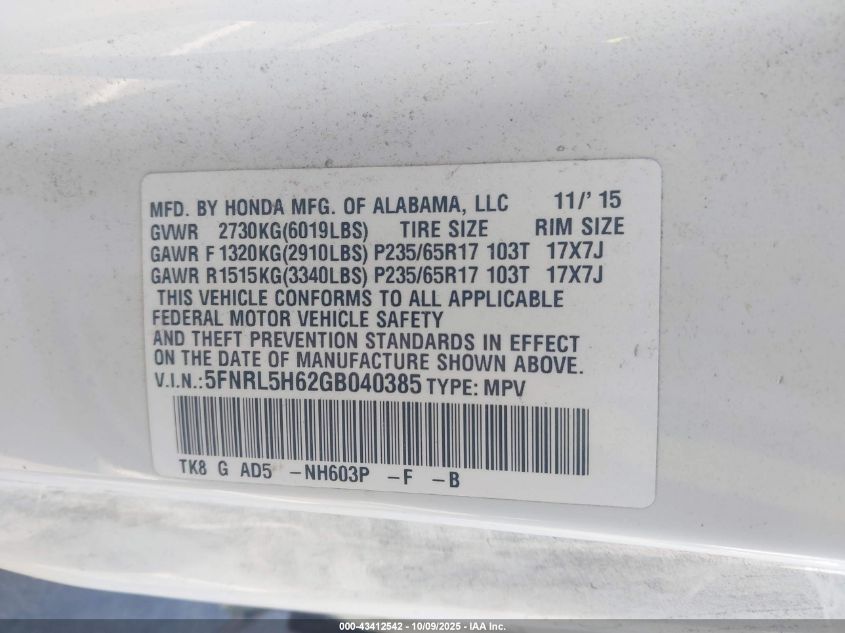 MFD. BY HONDA MFG. OF ALABAMA, LLC 11/' 15
GVWR 2730KG(6019LBS) TIRE SIZE RIM SIZE
GAWR F 1320KG(2910LBS) P235/65R17 103T 17X7J
GAWR R1515KG(3340LBS) P235/65R17 103T 17X7J
THIS VEHICLE CONFORMS TO ALL APPLICABLE
FEDERAL MOTOR VEHICLE SAFETY
AND THEFT PREVENTION STANDARDS IN EFFECT
ON THE DATE OF MANUFACTURE SHOWN ABOVE.
V.I.N.:5FNRL5H62GB040385 TYPE: MPV
TK8 G AD5 -NH603P -F -B
000-43412542 - 10/09/2025 - IAA Inc.